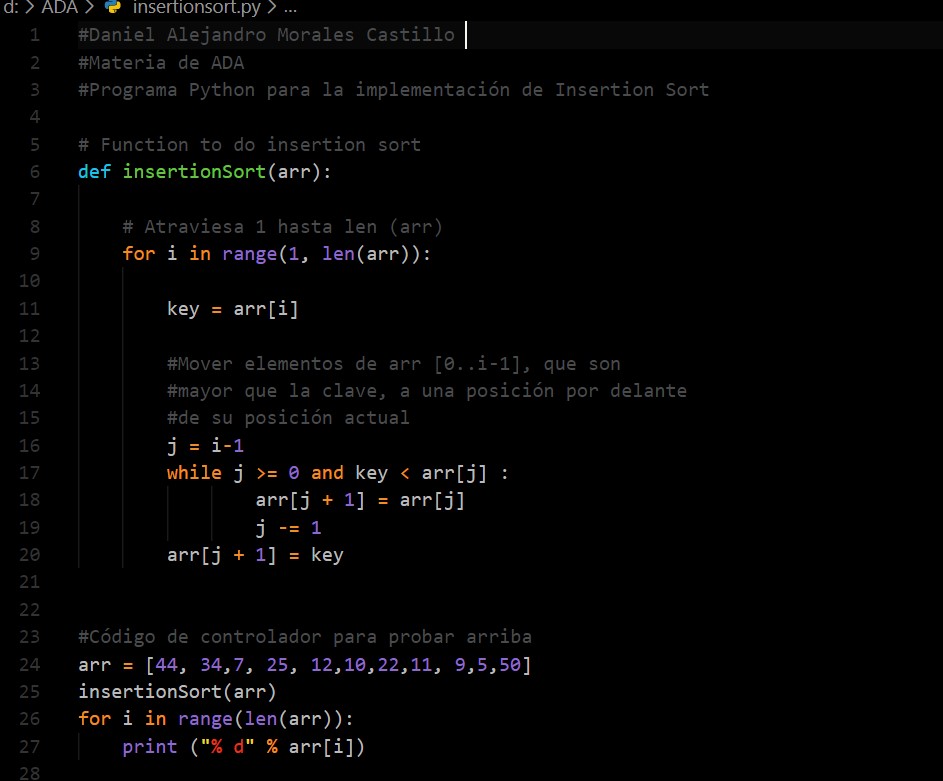 d: > ADA > insertionsort.py > ...
1 #Daniel Alejandro Morales Castillo
2 #Materia de ADA
3 #Programa Python para la implementación de Insertion Sort
4
5 # Function to do insertion sort
6 def insertionSort(arr):
7
8 # Atraviesa 1 hasta len (arr)
9 for i in range(1, len(arr)):
10
11 key = arr[i]
12
13 #Mover elementos de arr [0..i-1], que son
14 #mayor que la clave, a una posición por delante
15 #de su posición actual
16 j = i-1
17 while j >= 0 and key < arr[j] :
18 arr[j + 1] = arr[j]
19 j -= 1
20 arr[j + 1] = key
21
22
23 #Código de controlador para probar arriba
24 arr = [44, 34,7, 25, 12,10,22,11, 9,5,50]
25 insertionSort(arr)
26 for i in range(len(arr)):
27 print ("% d" % arr[i])
28